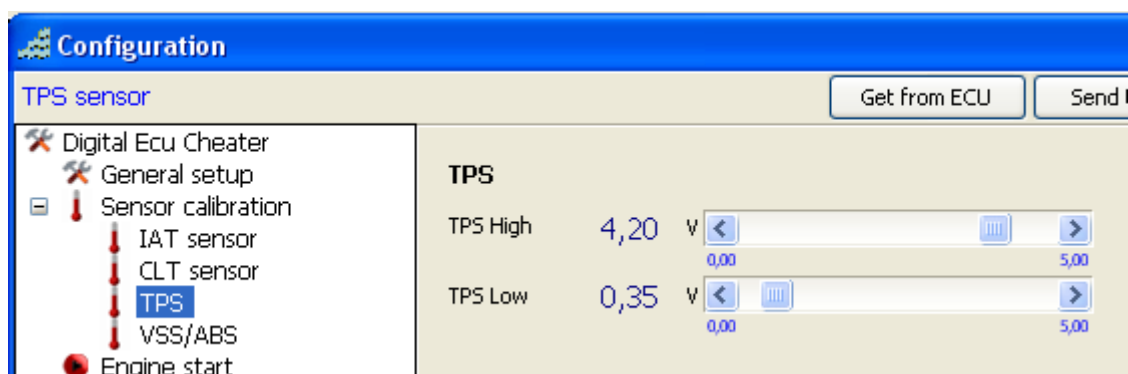 Configuration
TPS sensor
Get from ECU
Send
Digital Ecu Cheater
General setup
Sensor calibration
IAT sensor
CLT sensor
TPS
VSS/ABS
Engine start
TPS
TPS High 4,20 V
0,00 5,00
TPS Low 0,35 V
0,00 5,00